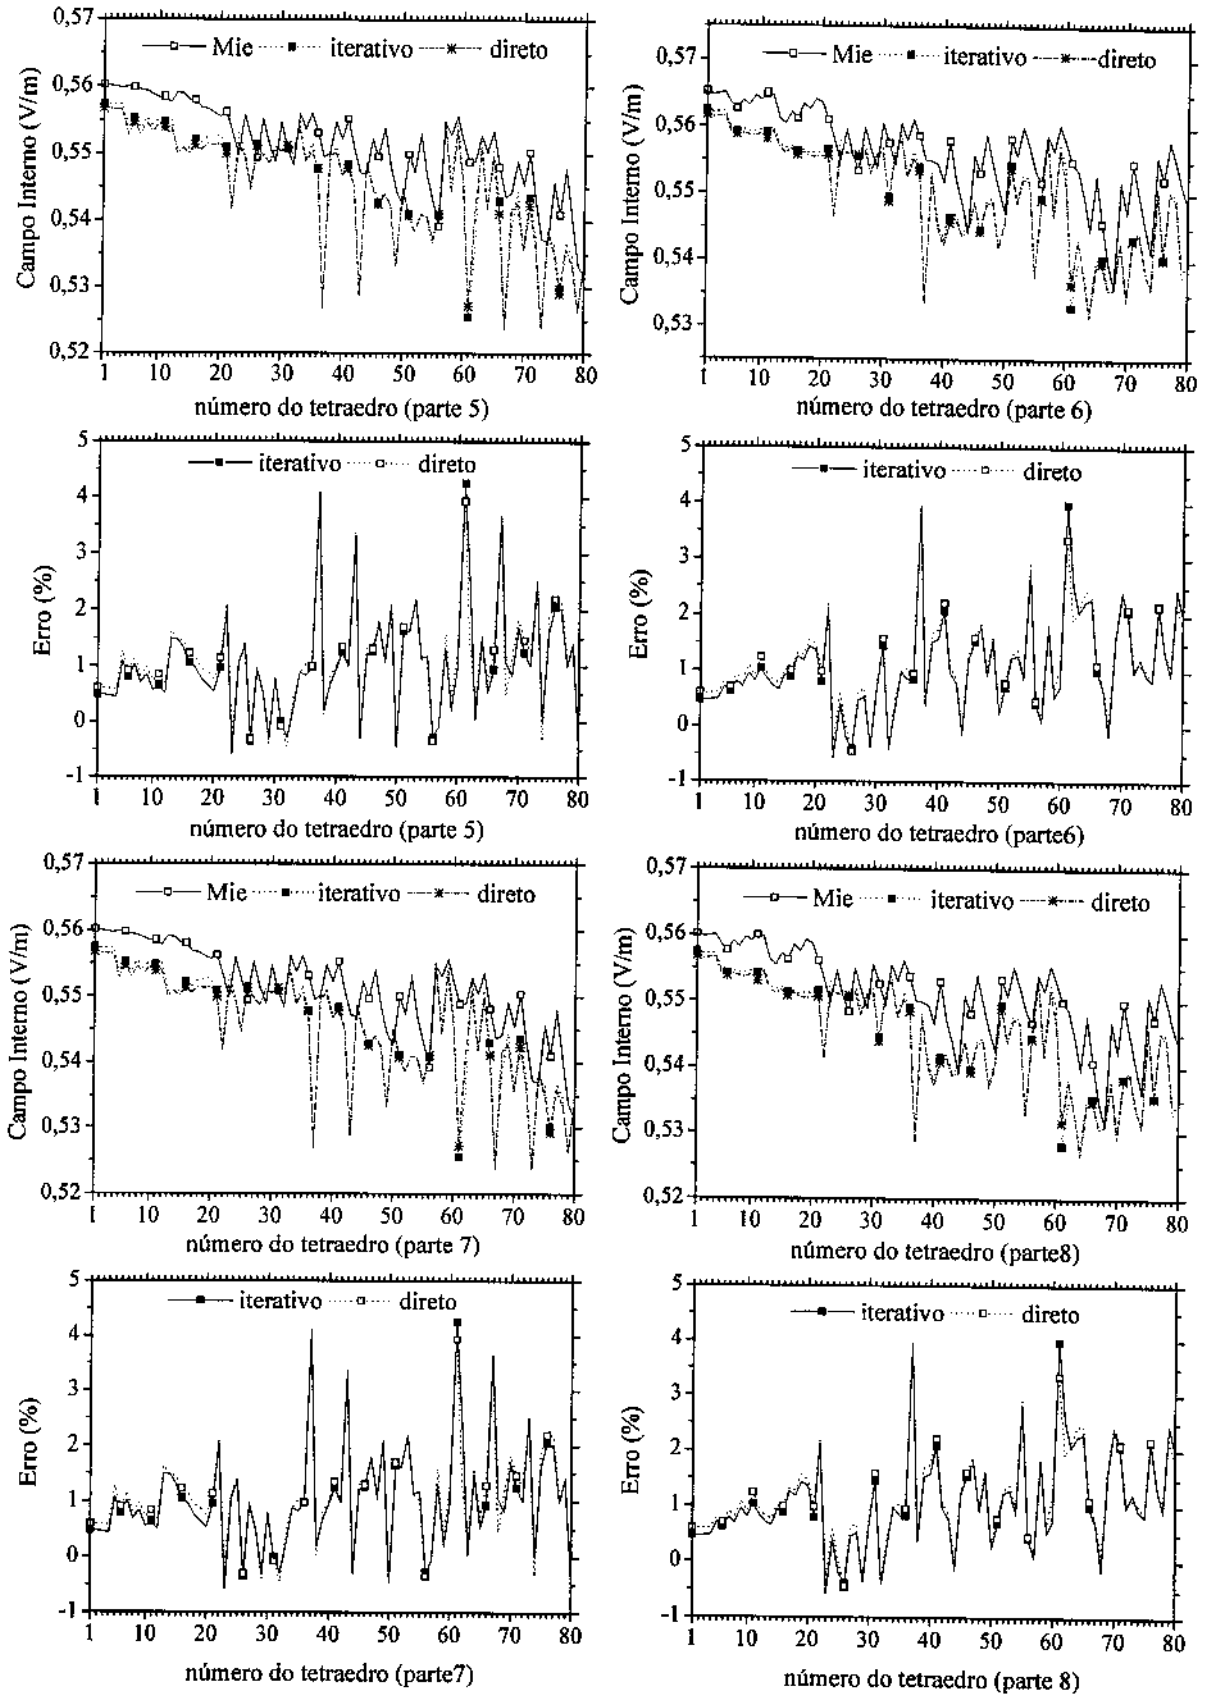 0,57
0,56
0,55
0,54
0,53
0,52
Campo Interno (V/m)
Mie iterativo direto
1 10 20 30 40 50 60 70 80
número do tetraedro (parte 5)
0,57
0,56
0,55
0,54
0,53
Campo Interno (V/m)
Mie iterativo direto
1 10 20 30 40 50 60 70 80
número do tetraedro (parte 6)
5
4
3
2
1
0
-1
Erro (%)
iterativo direto
1 10 20 30 40 50 60 70 80
número do tetraedro (parte 5)
5
4
3
2
1
0
-1
Erro (%)
iterativo direto
1 10 20 30 40 50 60 70 80
número do tetraedro (parte6)
0,57
0,56
0,55
0,54
0,53
0,52
Campo Interno (V/m)
Mie iterativo direto
1 10 20 30 40 50 60 70 80
número do tetraedro (parte 7)
0,57
0,56
0,55
0,54
0,53
0,52
Campo Interno (V/m)
Mie iterativo direto
1 10 20 30 40 50 60 70 80
número do tetraedro (parte8)
5
4
3
2
1
0
-1
Erro (%)
iterativo direto
1 10 20 30 40 50 60 70 80
número do tetraedro (parte7)
5
4
3
2
1
0
-1
Erro (%)
iterativo direto
1 10 20 30 40 50 60 70 80
número do tetraedro (parte 8)